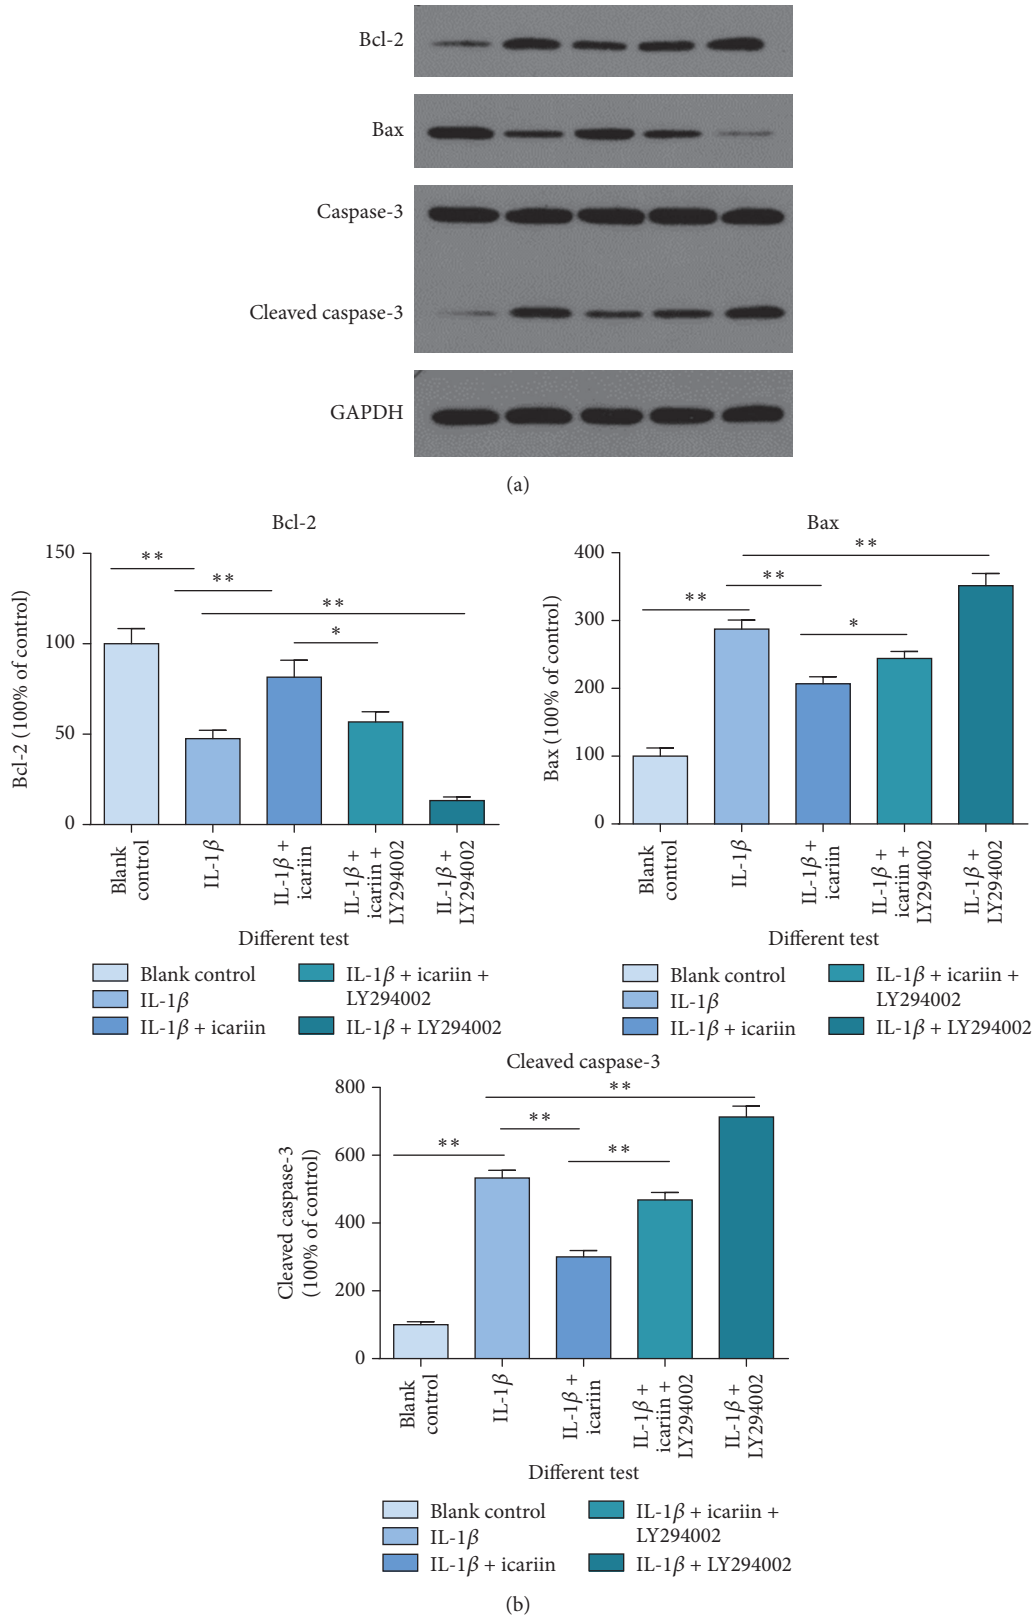 Bcl-2
Bax
Caspase-3
Cleaved caspase-3
GAPDH
(a)
Bcl-2
Bcl-2 (100% of control)
150
100
50
0
**
**
**
*
Blank
control
IL-1β
IL-1β +
icariin
IL-1β +
icariin +
LY294002
IL-1β +
LY294002
Different test
Blank control
IL-1β
IL-1β + icariin
IL-1β + icariin +
LY294002
IL-1β + LY294002
Bax
Bax (100% of control)
400
300
200
100
0
**
**
**
*
Blank
control
IL-1β
IL-1β +
icariin
IL-1β +
icariin +
LY294002
IL-1β +
LY294002
Different test
Blank control
IL-1β
IL-1β + icariin
IL-1β + icariin +
LY294002
IL-1β + LY294002
Cleaved caspase-3
Cleaved caspase-3
(100% of control)
800
600
400
200
0
**
**
**
**
Blank
control
IL-1β
IL-1β +
icariin
IL-1β +
icariin +
LY294002
IL-1β +
LY294002
Different test
Blank control
IL-1β
IL-1β + icariin
IL-1β + icariin +
LY294002
IL-1β + LY294002
(b)